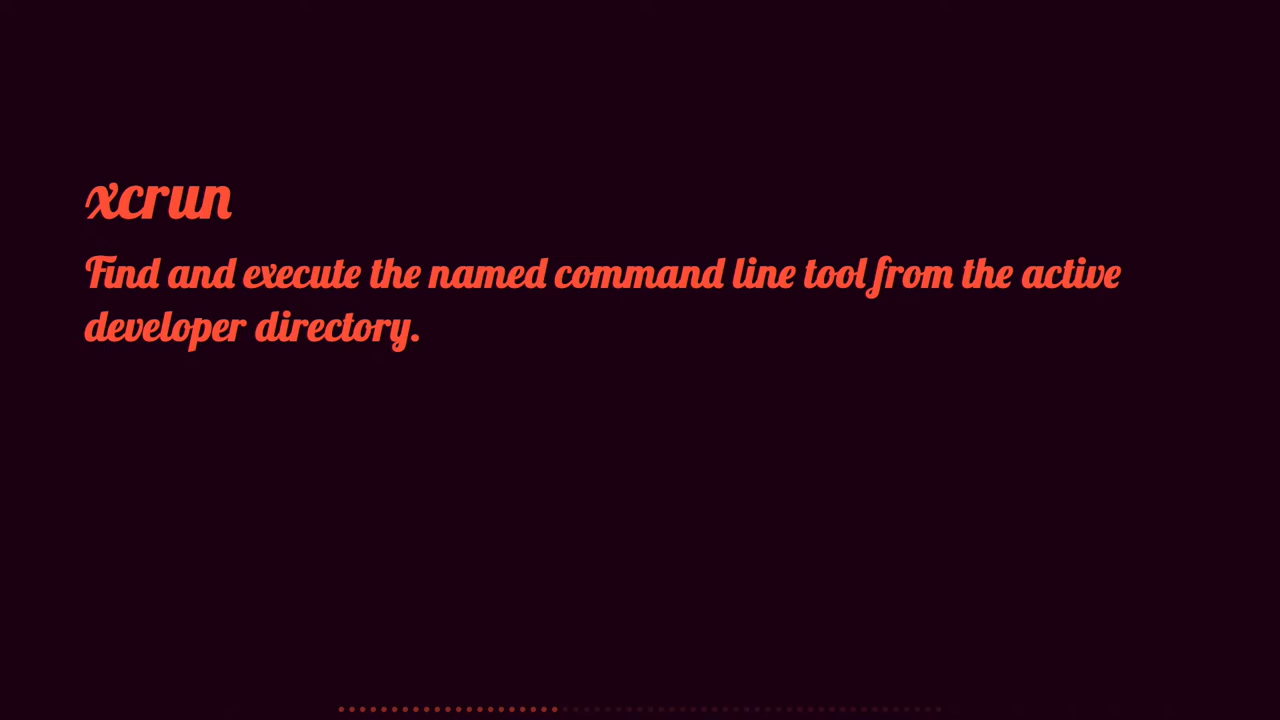 xcrun
Find and execute the named command line tool from the active
developer directory.